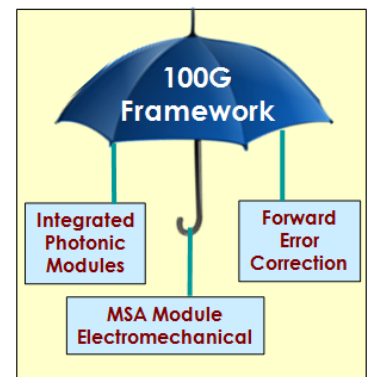 100G
Framework
Integrated
Photonic
Modules
Forward
Error
Correction
MSA Module
Electromechanical